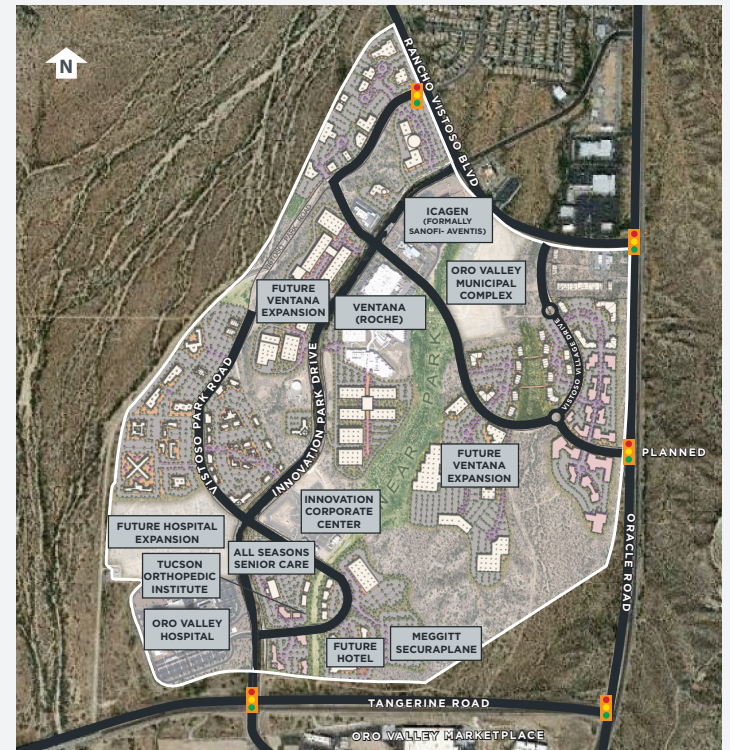 N
RANCHO VISTOSO BLVD
ICAGEN
(FORMALLY
SANOFI- AVENTIS)
ORO VALLEY
MUNICIPAL
COMPLEX
VISTOSO PARK ROAD
FUTURE
VENTANA
EXPANSION
VENTANA
(ROCHE)
VISTOSO VILLAGE DRIVE
INNOVATION PARK DRIVE
VISTOSO PARK ROAD
PARK
PLANNED
FUTURE
VENTANA
EXPANSION
INNOVATION
CORPORATE
CENTER
FUTURE HOSPITAL
EXPANSION
ALL SEASONS
SENIOR CARE
TUCSON
ORTHOPEDIC
INSTITUTE
ORACLE ROAD
ORO VALLEY
HOSPITAL
FUTURE
HOTEL
MEGGITT
SECURAPLANE
TANGERINE ROAD
ORO VALLEY MARKETPLACE